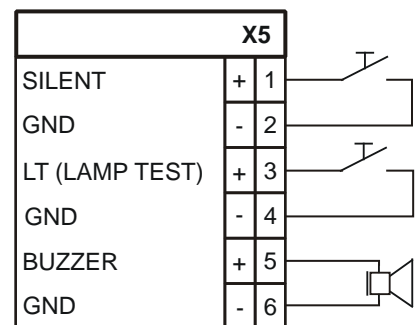 X5
SILENT + 1
GND - 2
LT (LAMP TEST) + 3
GND - 4
BUZZER + 5
GND - 6